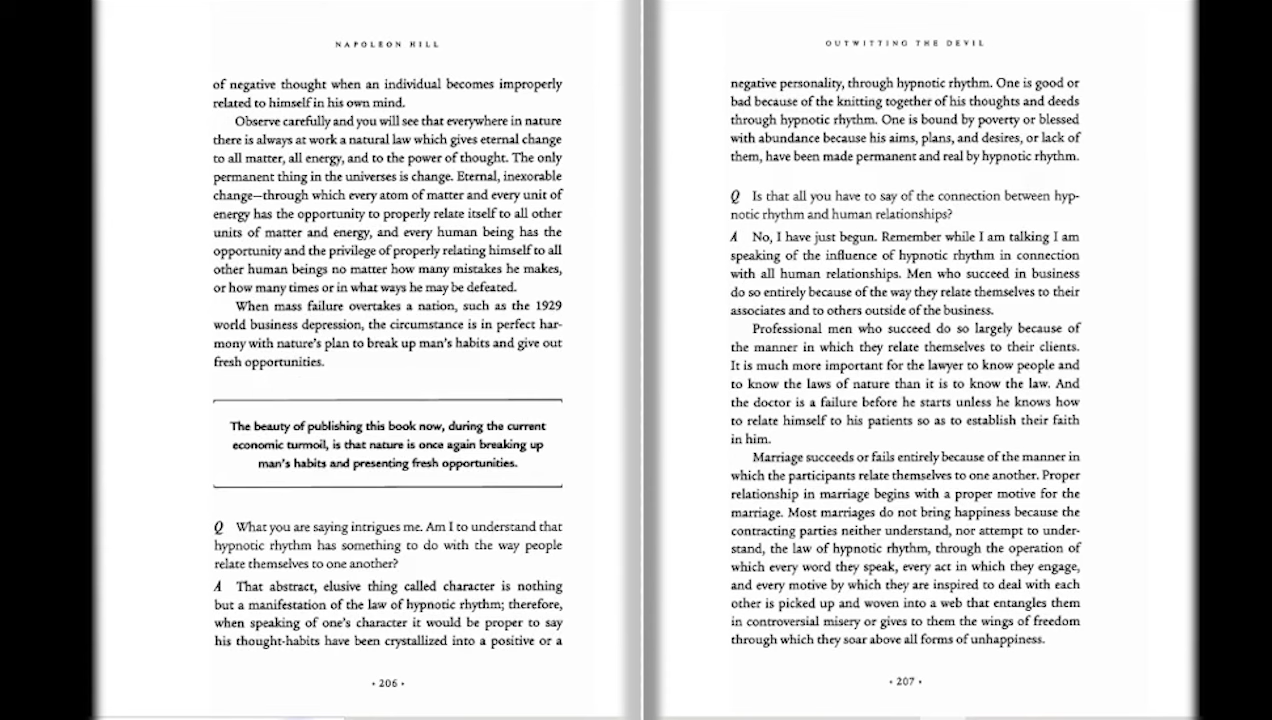 NAPOLEON HILL
of negative thought when an individual becomes improperly
related to himself in his own mind.
Observe carefully and you will see that everywhere in nature
there is always at work a natural law which gives eternal change
to all matter, all energy, and to the power of thought. The only
permanent thing in the universes is change. Eternal, inexorable
change—through which every atom of matter and every unit of
energy has the opportunity to properly relate itself to all other
units of matter and energy, and every human being has the
opportunity and the privilege of properly relating himself to all
other human beings no matter how many mistakes he makes,
or how many times or in what ways he may be defeated.
When mass failure overtakes a nation, such as the 1929
world business depression, the circumstance is in perfect har-
mony with nature's plan to break up man's habits and give out
fresh opportunities.
The beauty of publishing this book now, during the current
economic turmoil, is that nature is once again breaking up
man's habits and presenting fresh opportunities.
Q What you are saying intrigues me. Am I to understand that
hypnotic rhythm has something to do with the way people
relate themselves to one another?
A That abstract, elusive thing called character is nothing
but a manifestation of the law of hypnotic rhythm; therefore,
when speaking of one's character it would be proper to say
his thought-habits have been crystallized into a positive or a
• 206 •
OUTWITTING THE DEVIL
negative personality, through hypnotic rhythm. One is good or
bad because of the knitting together of his thoughts and deeds
through hypnotic rhythm. One is bound by poverty or blessed
with abundance because his aims, plans, and desires, or lack of
them, have been made permanent and real by hypnotic rhythm.
Q Is that all you have to say of the connection between hyp-
notic rhythm and human relationships?
A No, I have just begun. Remember while I am talking I am
speaking of the influence of hypnotic rhythm in connection
with all human relationships. Men who succeed in business
do so entirely because of the way they relate themselves to their
associates and to others outside of the business.
Professional men who succeed do so largely because of
the manner in which they relate themselves to their clients.
It is much more important for the lawyer to know people and
to know the laws of nature than it is to know the law. And
the doctor is a failure before he starts unless he knows how
to relate himself to his patients so as to establish their faith
in him.
Marriage succeeds or fails entirely because of the manner in
which the participants relate themselves to one another. Proper
relationship in marriage begins with a proper motive for the
marriage. Most marriages do not bring happiness because the
contracting parties neither understand, nor attempt to under-
stand, the law of hypnotic rhythm, through the operation of
which every word they speak, every act in which they engage,
and every motive by which they are inspired to deal with each
other is picked up and woven into a web that entangles them
in controversial misery or gives to them the wings of freedom
through which they soar above all forms of unhappiness.
• 207 •